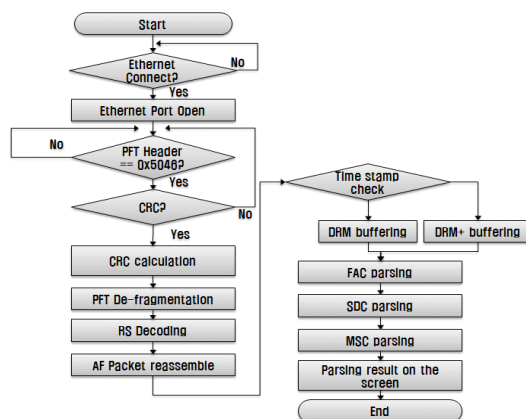 Start
Ethernet
Connect?
No
Yes
Ethernet Port Open
No
PFT Header
== 0x5046?
Yes
CRC?
No
Yes
CRC calculation
PFT De-fragmentation
RS Decoding
AF Packet reassemble
Time stamp
check
DRM buffering
DRM+ buffering
FAC parsing
SDC parsing
MSC parsing
Parsing result on the
screen
End